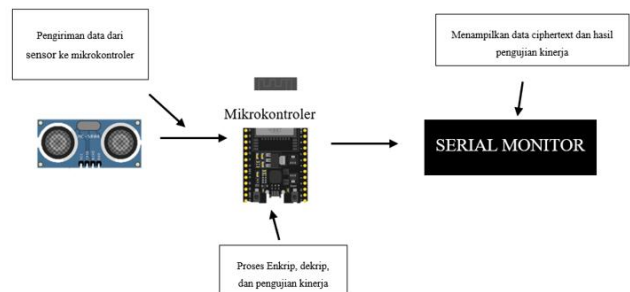 Pengiriman data dari
sensor ke mikrokontroler
Menampilkan data ciphertext dan hasil
pengujian kinerja
Mikrokontroler
SERIAL MONITOR
Proses Enkrip, dekrip,
dan pengujian kinerja